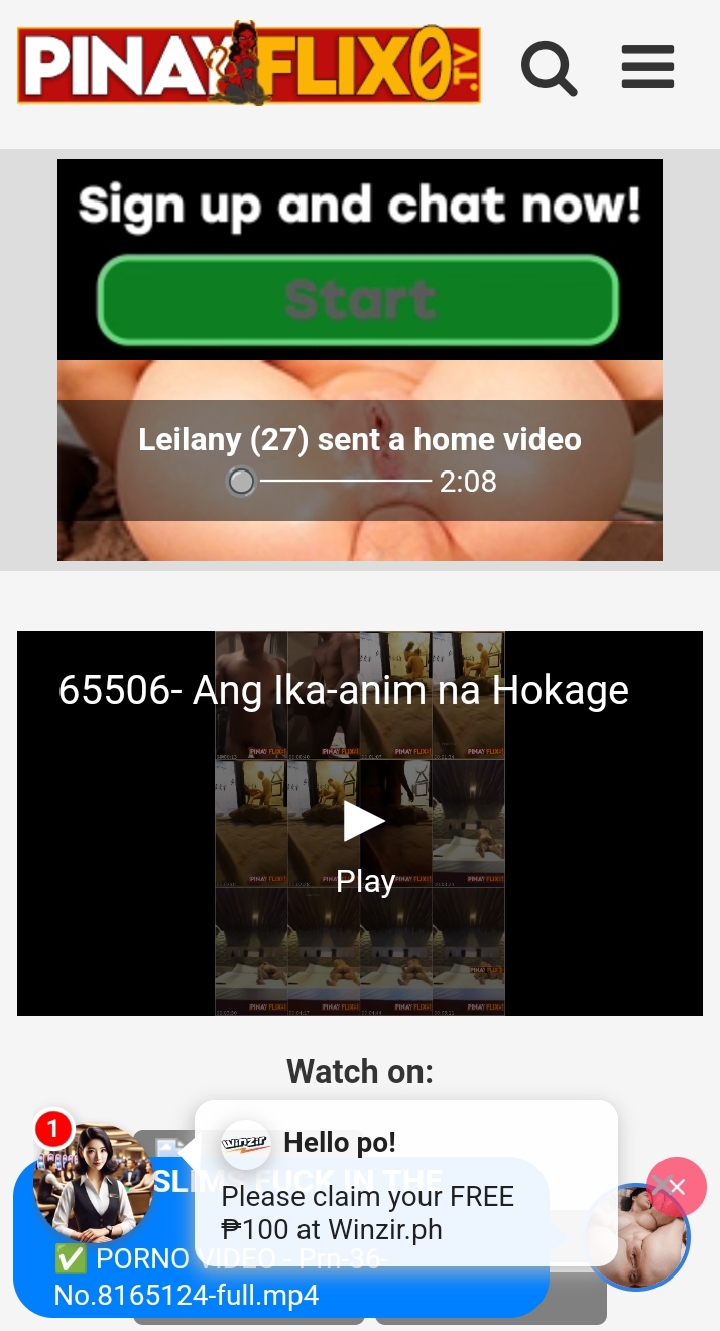 PINAYFLIX0.TV
Sign up and chat now!
Start
Leilany (27) sent a home video
2:08
65506- Ang Ika-anim na Hokage
Play
Watch on:
1
winzir
Hello po!
Please claim your FREE
₱100 at Winzir.ph
FUCK IN THE
✅ PORNO VIDEO - Prn-36-
No.8165124-full.mp4